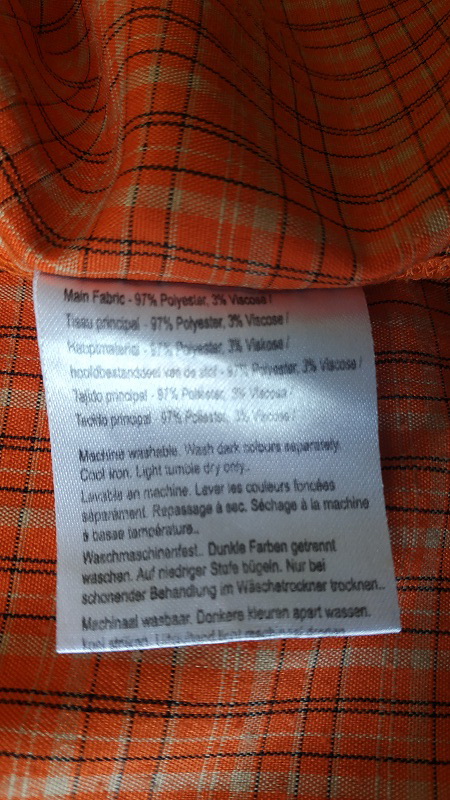 Main Fabric - 97% Polyester, 3% Viscose /
Tissu principal - 97% Polyester, 3% Viscose /
Hauptmaterial - 97% Polyester, 3% Viskose /
hoofdbestanddeel van de stof - 97% Polyester, 3% Viscose /
Tejido principal - 97% Poliester, 3% Viscosa /
Tecido principal - 97% Poliester, 3% Viscose /
Machine washable. Wash dark colours separately.
Cool iron. Light tumble dry only..
Lavable en machine. Laver les couleurs foncées
séparément. Repassage à sec. Séchage à la machine
à basse température..
Waschmaschinenfest.. Dunkle Farben getrennt
waschen. Auf niedriger Stufe bügeln. Nur bei
schonender Behandlung im Wäschetrockner trocknen..
Machinaal wasbaar. Donkere kleuren apart wassen.